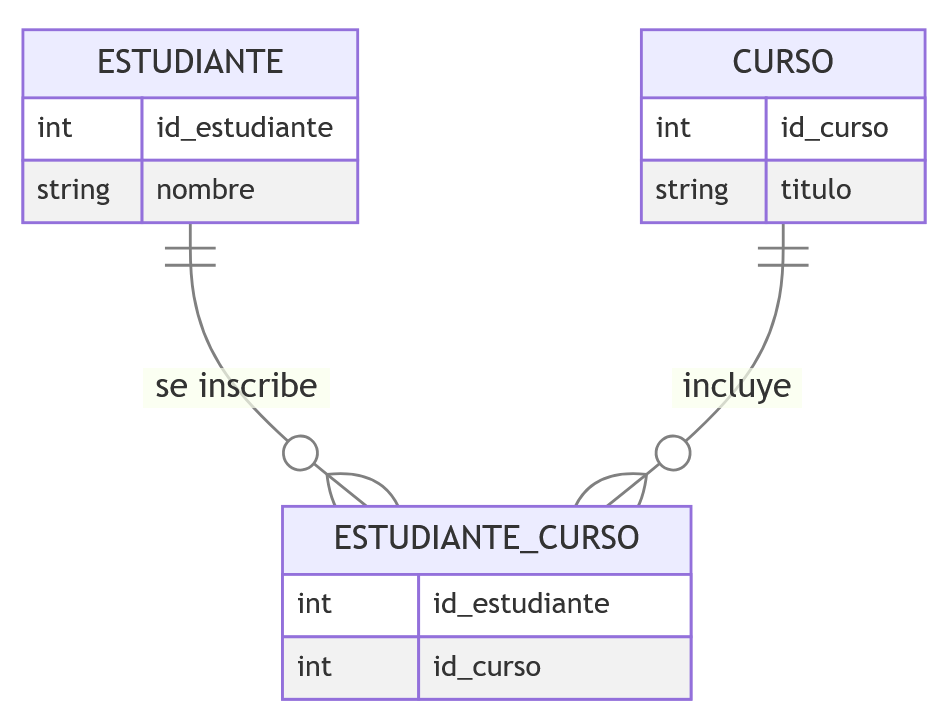 ESTUDIANTE
int id_estudiante
string nombre
CURSO
int id_curso
string titulo
se inscribe
incluye
ESTUDIANTE_CURSO
int id_estudiante
int id_curso